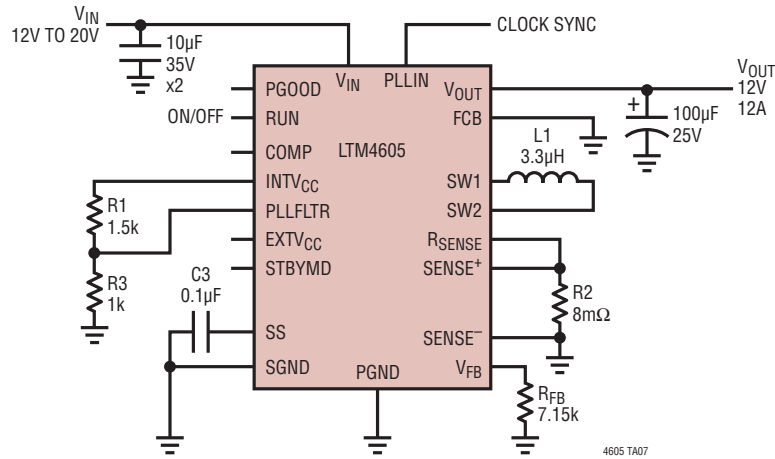 VIN
12V TO 20V
10µF
35V
x2
CLOCK SYNC
VIN
PLLIN
PGOOD
ON/OFF
RUN
COMP
INTVCC
PLLFLTR
EXTVCC
STBYMD
SS
SGND
PGND
LTM4605
VOUT
FCB
SW1
SW2
RSENSE
SENSE+
SENSE–
VFB
VOUT
12V
12A
+
100µF
25V
L1
3.3µH
R1
1.5k
R3
1k
C3
0.1µF
R2
8mΩ
RFB
7.15k
4605 TA07